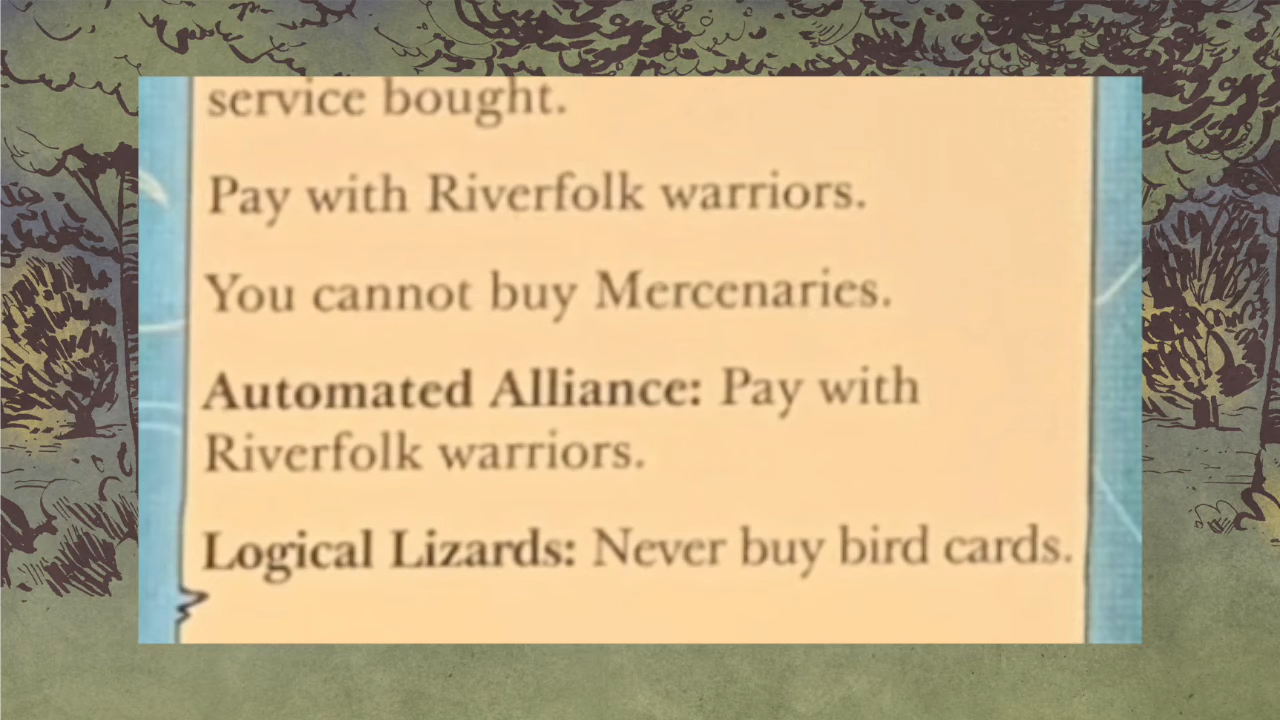 service bought.
Pay with Riverfolk warriors.
You cannot buy Mercenaries.
Automated Alliance: Pay with
Riverfolk warriors.
Logical Lizards: Never buy bird cards.